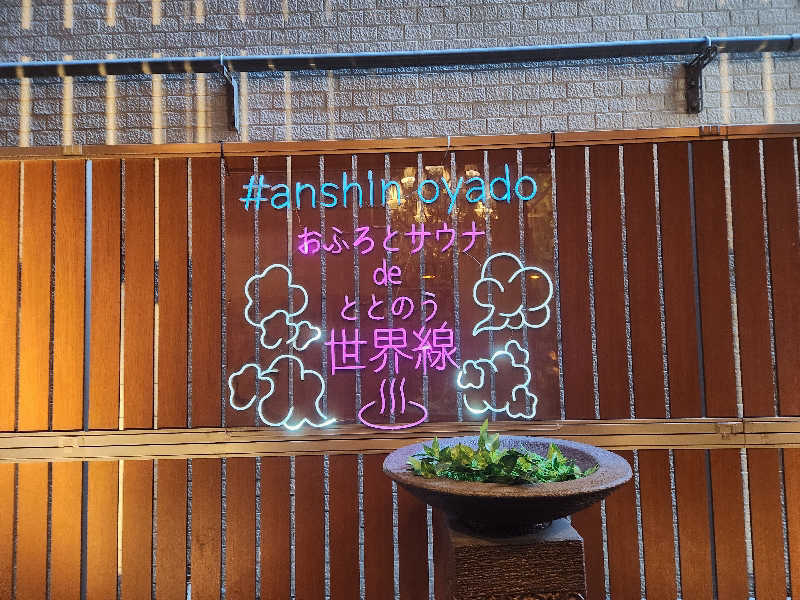 #anshin oyado
おふろとサウナ
de
ととのう
世界線